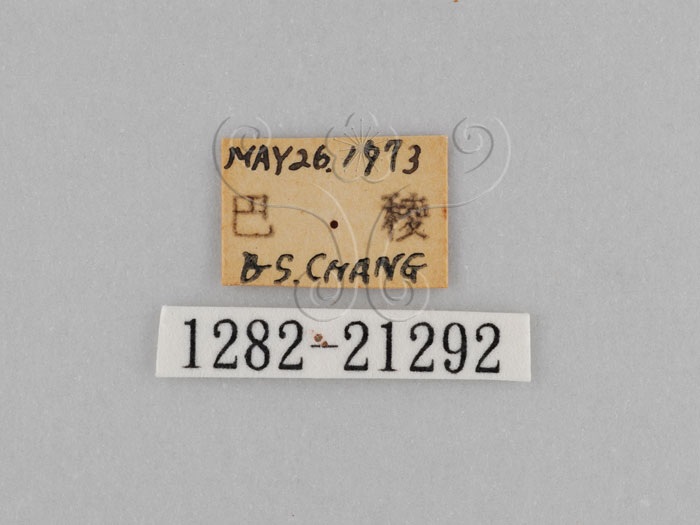 MAY 26. 1973
巴稜
B S. CHANG
1282-21292